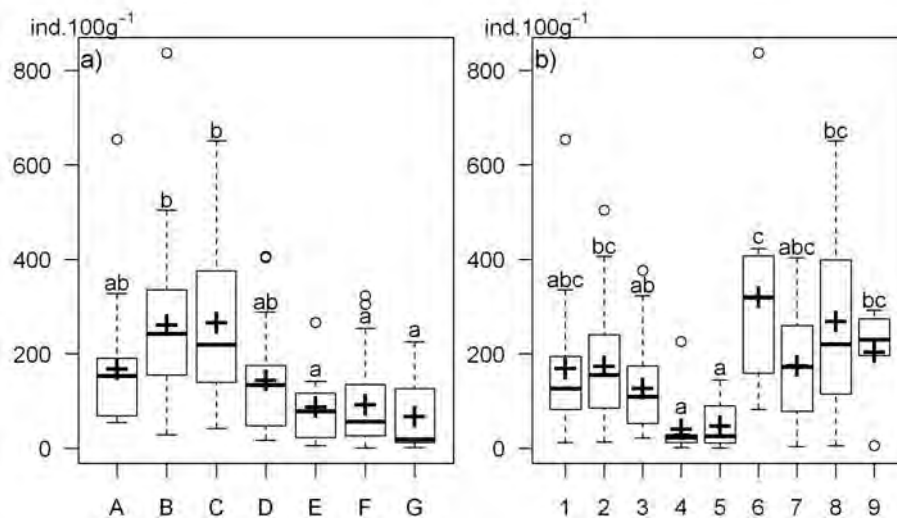 ind.100g⁻¹ ind.100g⁻¹
a) b)
800 800
600 600
400 400
200 200
0 0
ab b b ab a a a
abc bc ab a a c abc bc bc
A B C D E F G
1 2 3 4 5 6 7 8 9